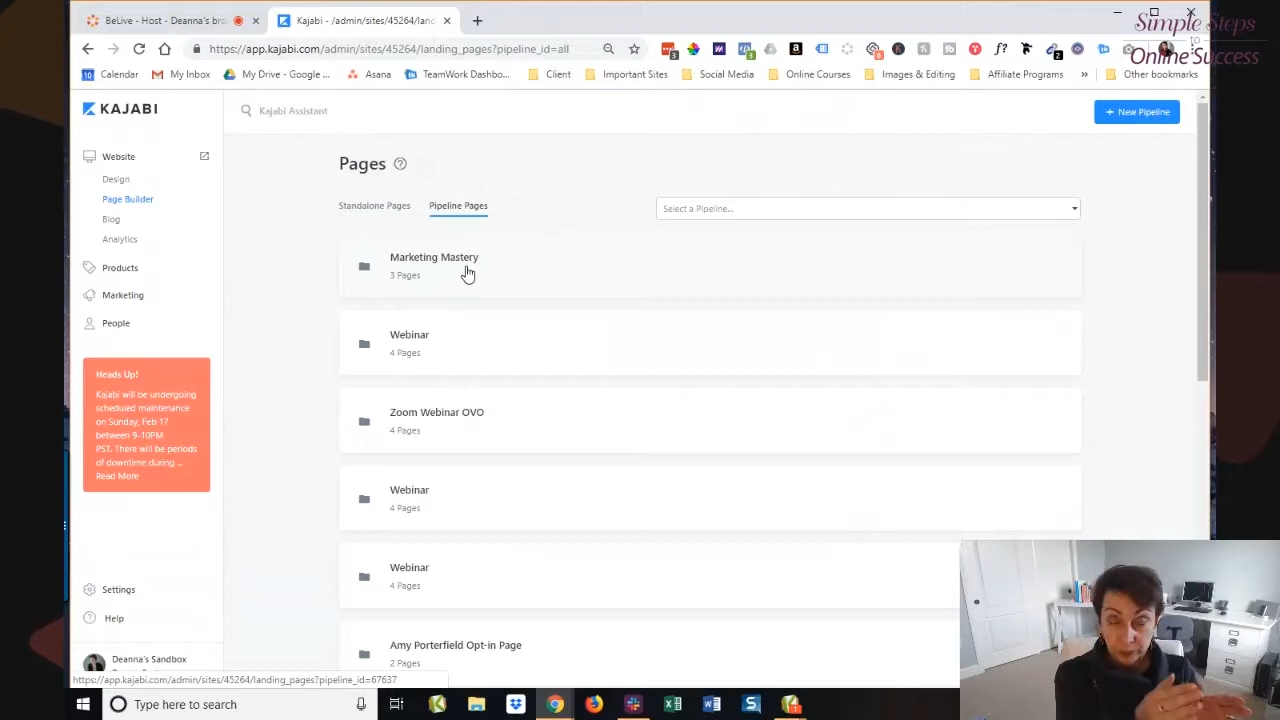 BeLive - Host - Deanna's bro
Kajabi - /admin/sites/45264/land
Simple Steps
to
Online Success
https://app.kajabi.com/admin/sites/45264/landing_pages?pipeline_id=all
Calendar
My Inbox
My Drive - Google ...
Asana
TeamWork Dashbo...
Client
Important Sites
Social Media
Online Courses
Images & Editing
Affiliate Programs
»
Other bookmarks
KAJABI
Kajabi Assistant
+ New Pipeline
Website
Design
Page Builder
Blog
Analytics
Products
Marketing
People
Heads Up!
Kajabi will be undergoing
scheduled maintenance
on Sunday, Feb 17
between 9-10PM
PST. There will be periods
of downtime during ...
Read More
Settings
Help
Deanna's Sandbox
Pages
Standalone Pages
Pipeline Pages
Select a Pipeline...
Marketing Mastery
3 Pages
Webinar
4 Pages
Zoom Webinar OVO
4 Pages
Webinar
4 Pages
Webinar
4 Pages
Amy Porterfield Opt-in Page
2 Pages
https://app.kajabi.com/admin/sites/45264/landing_pages?pipeline_id=67637
Type here to search